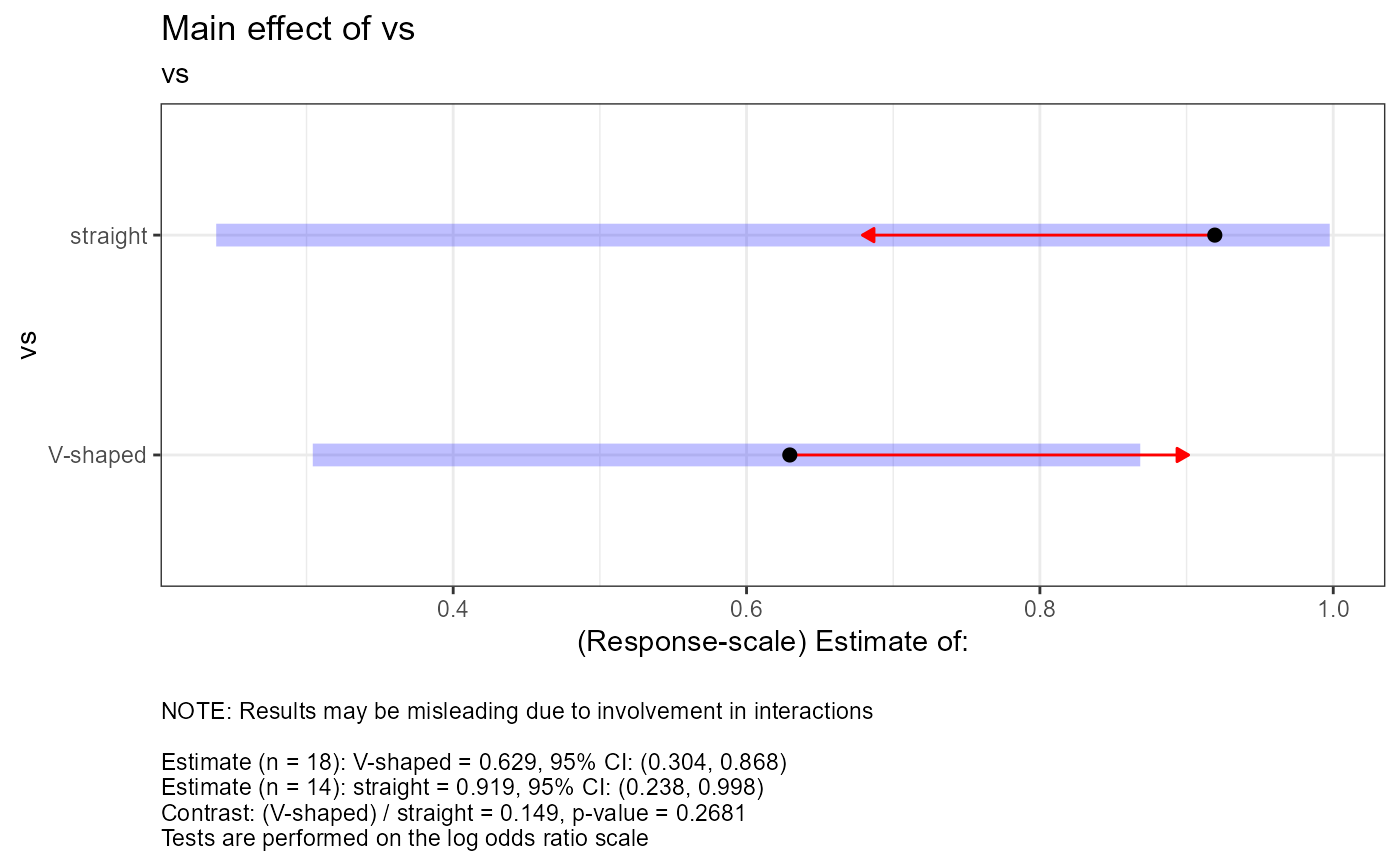 Main effect of vs
vs
straight
vs
V-shaped
0.4 0.6 0.8 1.0
(Response-scale) Estimate of:
NOTE: Results may be misleading due to involvement in interactions
Estimate (n = 18): V-shaped = 0.629, 95% CI: (0.304, 0.868)
Estimate (n = 14): straight = 0.919, 95% CI: (0.238, 0.998)
Contrast: (V-shaped) / straight = 0.149, p-value = 0.2681
Tests are performed on the log odds ratio scale